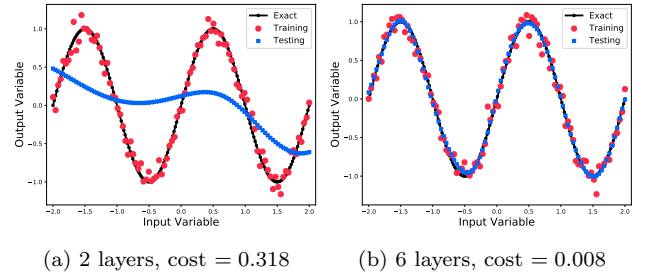 Exact
Training
Testing
Output Variable
1.0
0.5
0.0
−0.5
−1.0
−2.0 −1.5 −1.0 −0.5 0.0 0.5 1.0 1.5 2.0
Input Variable
(a) 2 layers, cost = 0.318
Exact
Training
Testing
Output Variable
1.0
0.5
0.0
−0.5
−1.0
−2.0 −1.5 −1.0 −0.5 0.0 0.5 1.0 1.5 2.0
Input Variable
(b) 6 layers, cost = 0.008